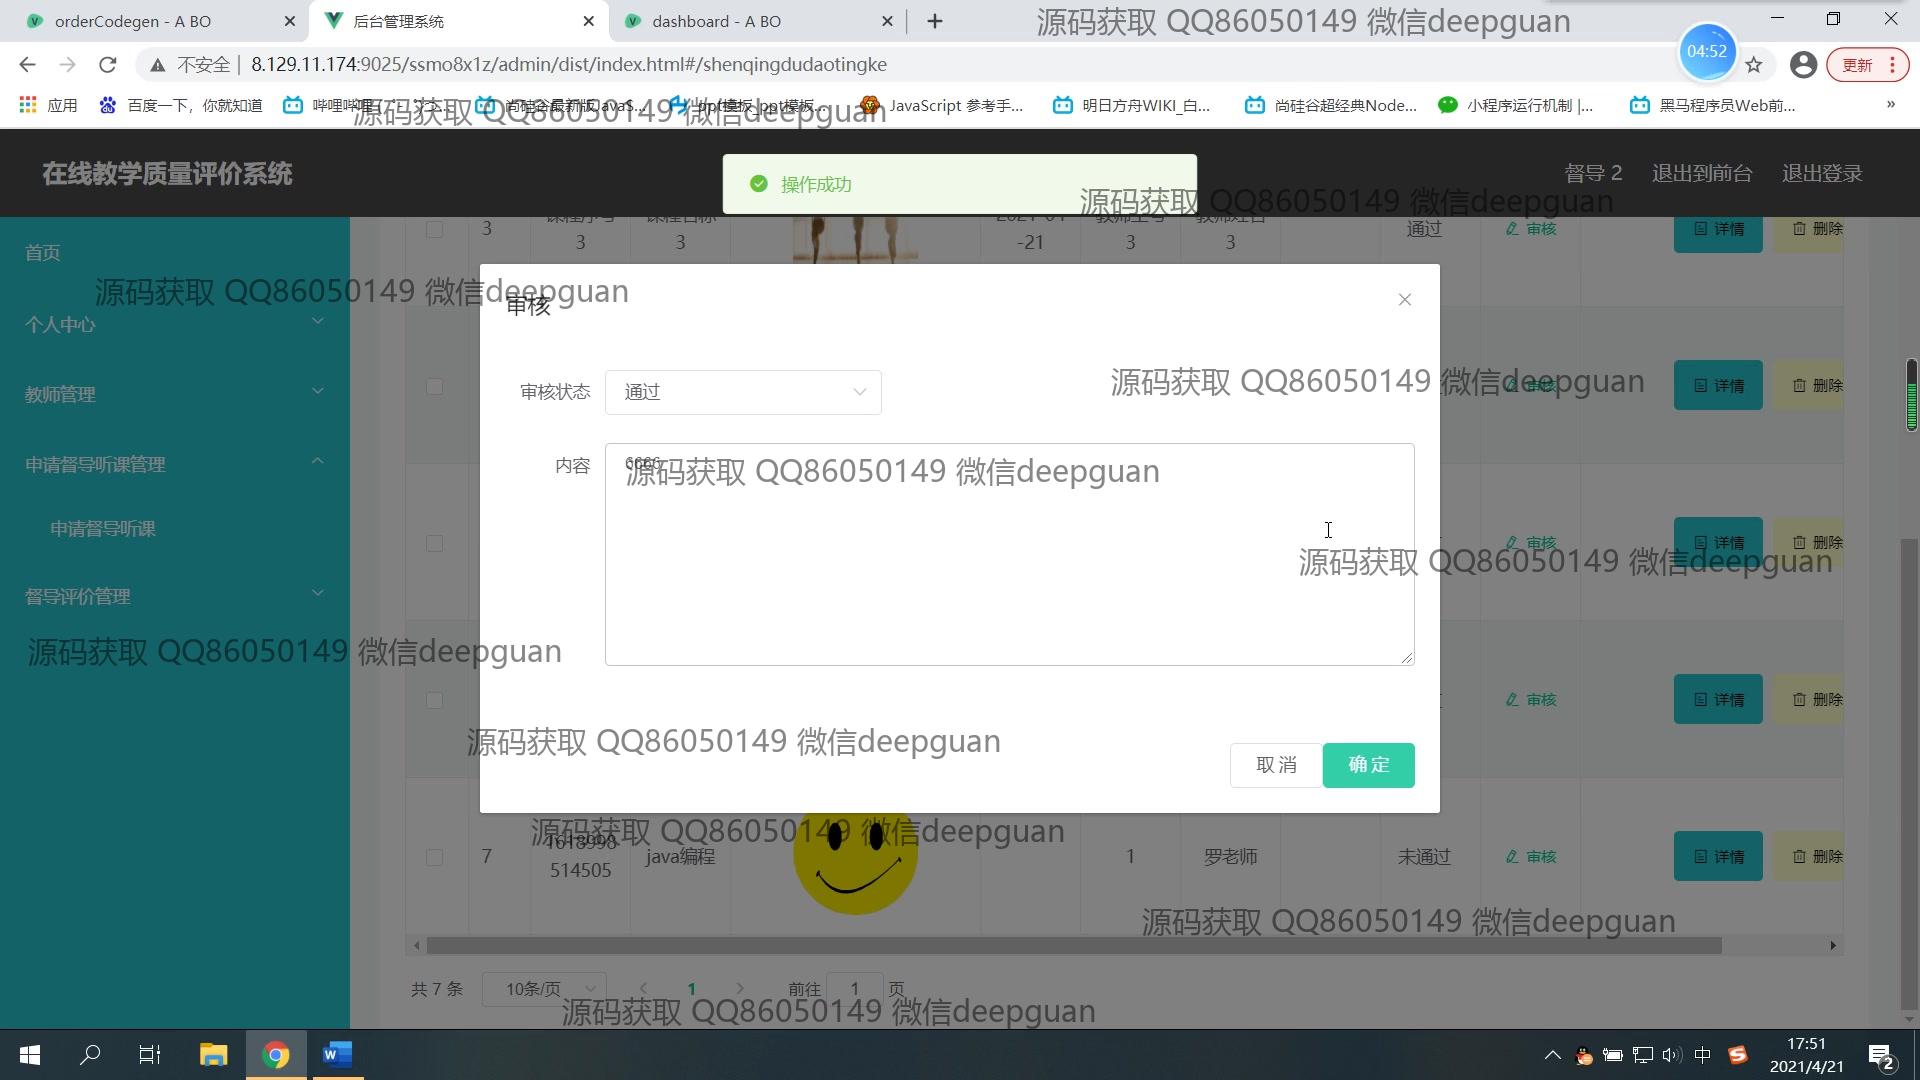 orderCodegen - A BO
后台管理系统
dashboard - A BO
源码获取 QQ86050149 微信deepguan
04:52
不安全
8.129.11.174:9025/ssmo8x1z/admin/dist/index.html#/shenqingdudaotingke
更新
应用
百度一下，你就知道
尚硅谷最新版Java$...
ppt模板_ppt模板...
JavaScript 参考手...
明日方舟WIKI_白...
尚硅谷超经典Node...
小程序运行机制 |...
黑马程序员Web前...
»
源码获取 QQ86050149 微信deepguan
在线教学质量评价系统
操作成功
督导 2
退出到前台
退出登录
源码获取 QQ86050149 微信deepguan
首页
个人中心
教师管理
申请督导听课管理
申请督导听课
督导评价管理
3
课程序号
3
课程名称
3
2021-04
-21
教师工号
3
教师姓名
3
通过
审核
详情
删除
源码获取 QQ86050149 微信deepguan
审核
审核状态
通过
源码获取 QQ86050149 微信deepguan
审核
详情
删除
内容
6666
源码获取 QQ86050149 微信deepguan
审核
详情
删除
源码获取 QQ86050149 微信deepguan
源码获取 QQ86050149 微信deepguan
审核
详情
删除
源码获取 QQ86050149 微信deepguan
取消
确定
源码获取 QQ86050149 微信deepguan
7
1618998
514505
java编程
1
罗老师
未通过
审核
详情
删除
源码获取 QQ86050149 微信deepguan
共 7 条
10条/页
1
前往
1
页
源码获取 QQ86050149 微信deepguan
中
17:51
2021/4/21
2